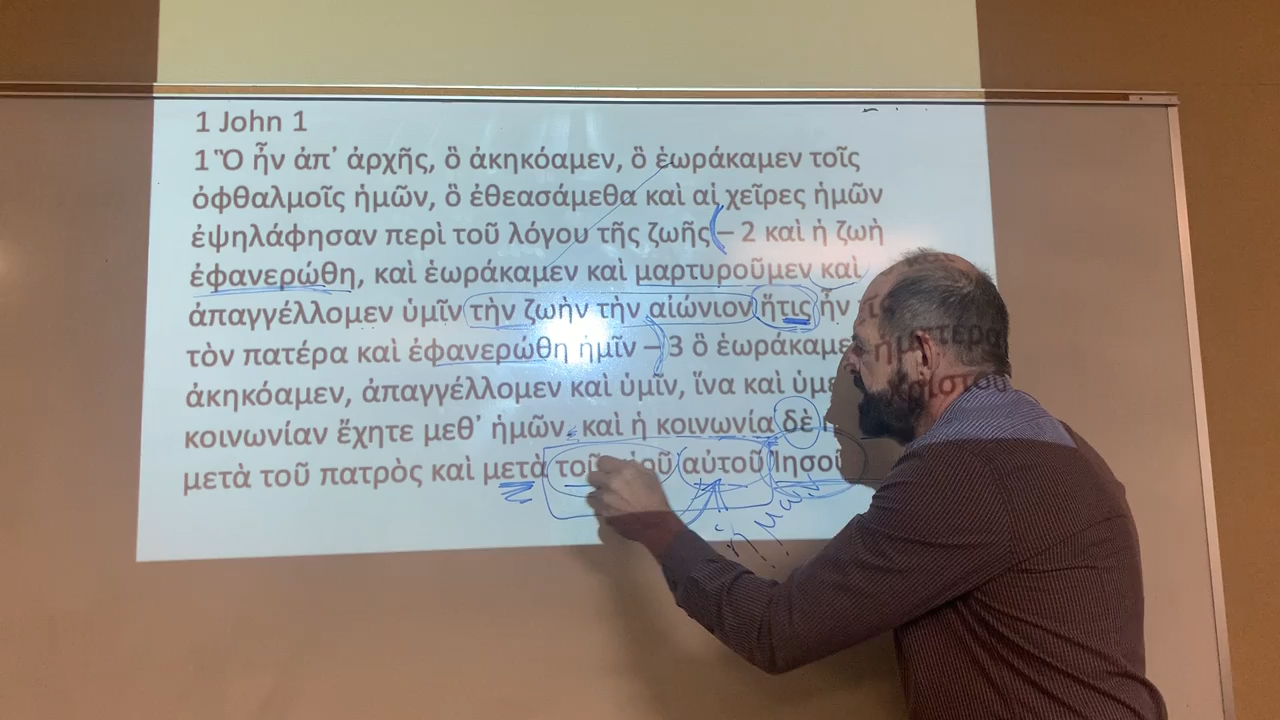 1 John 1
1 Ὃ ἦν ἀπ᾽ ἀρχῆς, ὃ ἀκηκόαμεν, ὃ ἑωράκαμεν τοῖς
ὀφθαλμοῖς ἡμῶν, ὃ ἐθεασάμεθα καὶ αἱ χεῖρες ἡμῶν
ἐψηλάφησαν περὶ τοῦ λόγου τῆς ζωῆς – 2 καὶ ἡ ζωὴ
ἐφανερώθη, καὶ ἑωράκαμεν καὶ μαρτυροῦμεν καὶ
ἀπαγγέλλομεν ὑμῖν τὴν ζωὴν τὴν αἰώνιον ἥτις ἦν
τὸν πατέρα καὶ ἐφανερώθη ἡμῖν – 3 ὃ ἑωράκαμε
ἀκηκόαμεν, ἀπαγγέλλομεν καὶ ὑμῖν, ἵνα καὶ ὑμε
κοινωνίαν ἔχητε μεθ᾽ ἡμῶν. καὶ ἡ κοινωνία δὲ
μετὰ τοῦ πατρὸς καὶ μετὰ τοῦ αὐτοῦ Ἰησοῦ